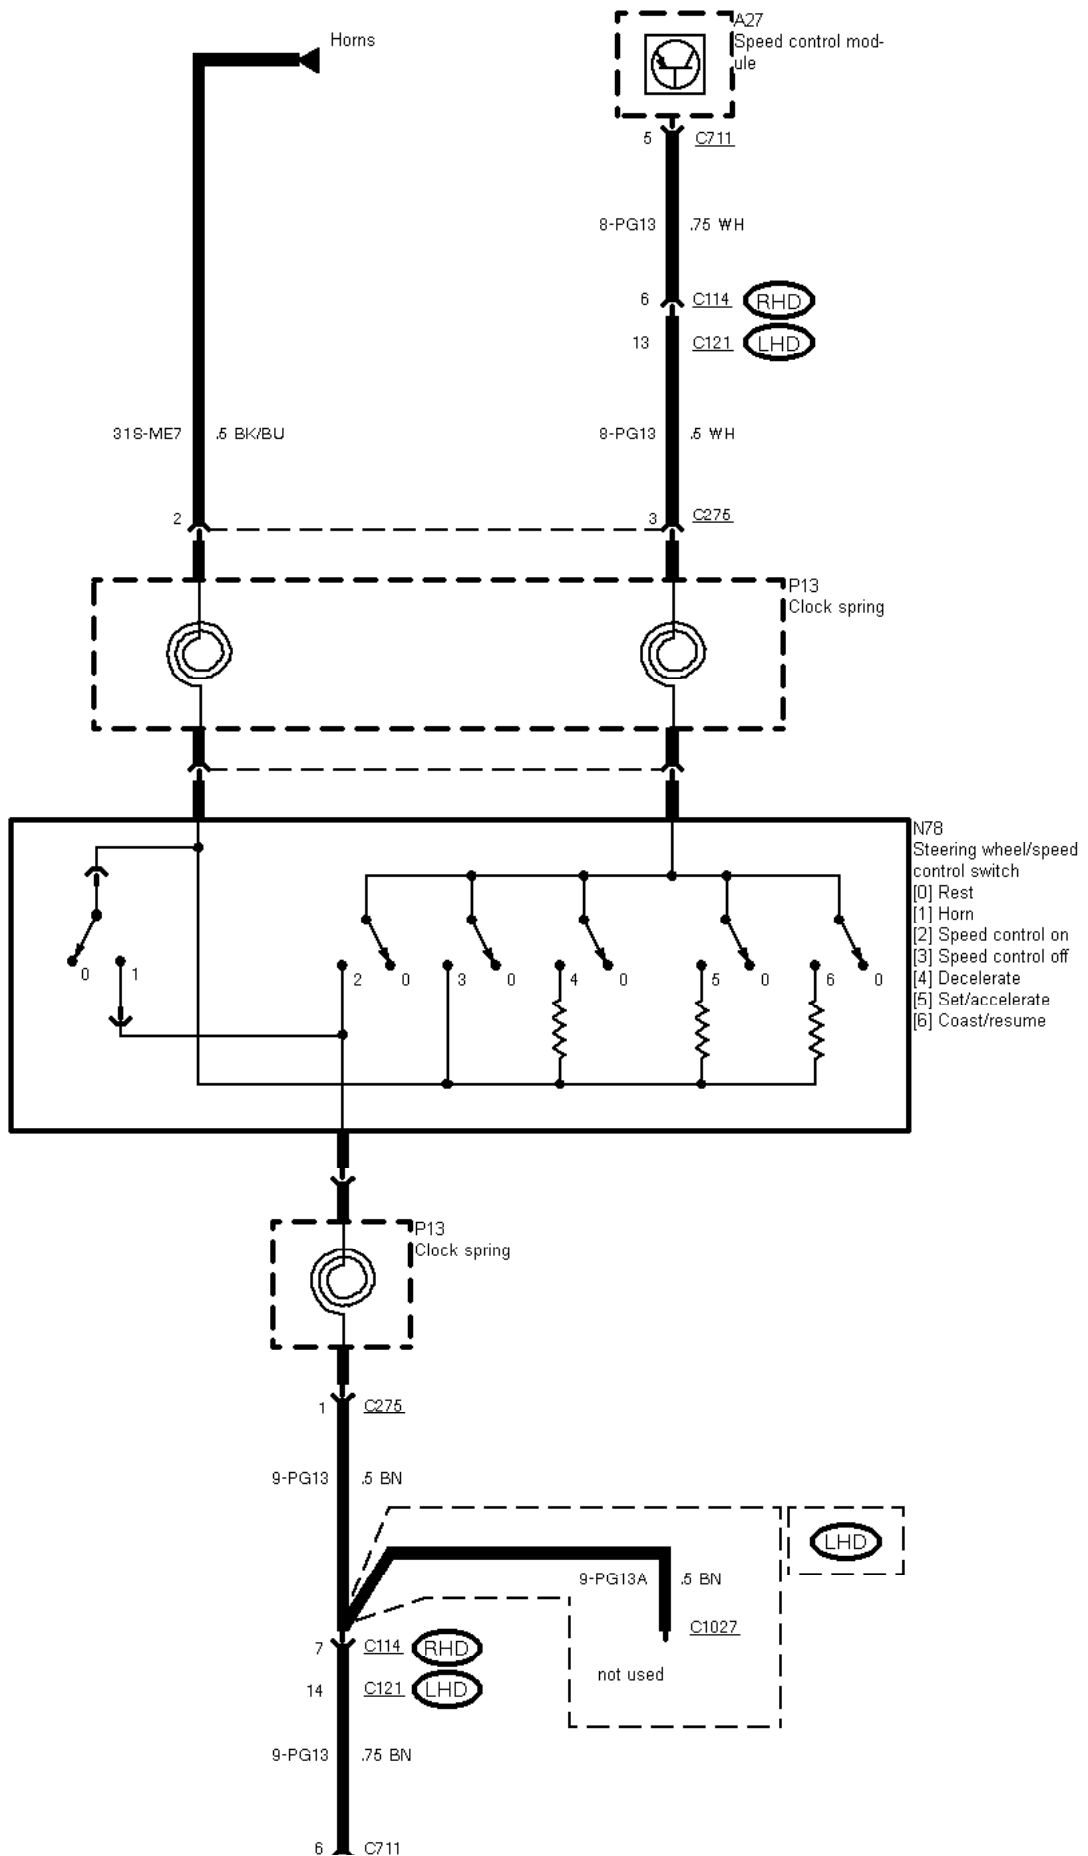 Horns
A27
Speed control mod-
ule
5 C711
8-PG13 .75 WH
6 C114 RHD
13 C121 LHD
31S-ME7 .5 BK/BU
8-PG13 .5 WH
2
3 C275
P13
Clock spring
N78
Steering wheel/speed
control switch
[0] Rest
[1] Horn
[2] Speed control on
[3] Speed control off
[4] Decelerate
[5] Set/accelerate
[6] Coast/resume
0 1 2 0 3 0 4 0 5 0 6 0
P13
Clock spring
1 C275
9-PG13 .5 BN
LHD
9-PG13A .5 BN
C1027
not used
7 C114 RHD
14 C121 LHD
9-PG13 .75 BN
6 C711